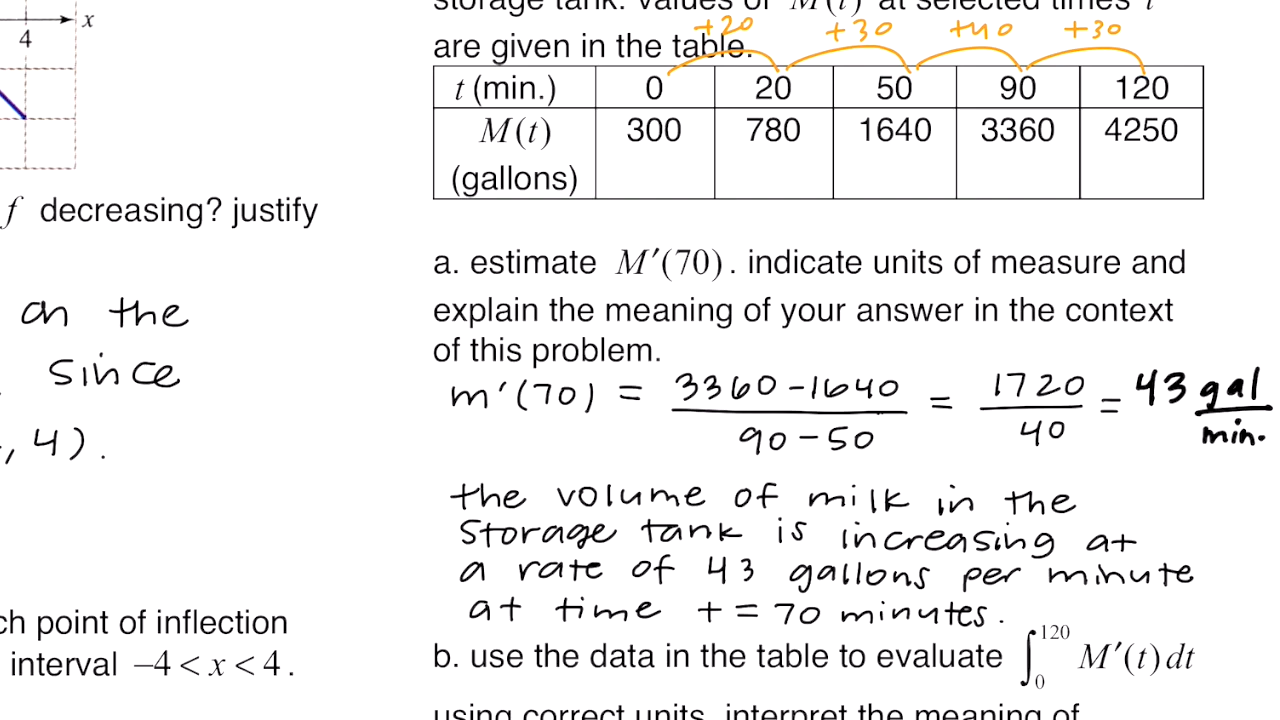 x
4
f decreasing? justify
on the
since
, 4).
ch point of inflection
interval −4 < x < 4.
storage tank. values of M(t) at selected times t
are given in the table.
+20 +30 +40 +30
t (min.) 0 20 50 90 120
M(t) 300 780 1640 3360 4250
(gallons)
a. estimate M′(70). indicate units of measure and
explain the meaning of your answer in the context
of this problem.
m'(70) = 3360-1640 / 90-50 = 1720 / 40 = 43 gal / min.
the volume of milk in the
storage tank is increasing at
a rate of 43 gallons per minute
at time t = 70 minutes.
b. use the data in the table to evaluate ∫₀¹²⁰ M′(t) dt
using correct units, interpret the meaning of